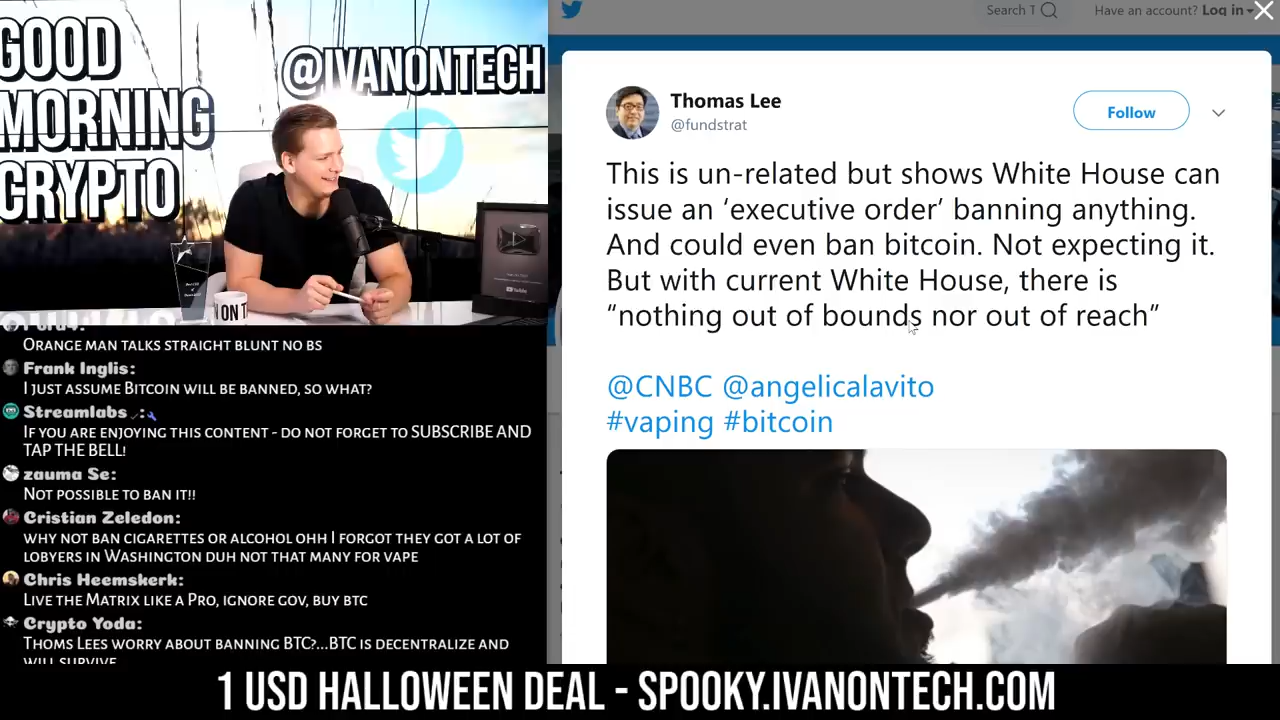 GOOD
MORNING
CRYPTO
@IVANONTECH
ON T
YouTube
ORANGE MAN TALKS STRAIGHT BLUNT NO BS
Frank Inglis:
I JUST ASSUME BITCOIN WILL BE BANNED, SO WHAT?
Streamlabs :
IF YOU ARE ENJOYING THIS CONTENT - DO NOT FORGET TO SUBSCRIBE AND
TAP THE BELL!
zauma Se:
NOT POSSIBLE TO BAN IT!!
Cristian Zeledon:
WHY NOT BAN CIGARETTES OR ALCOHOL OHH I FORGOT THEY GOT A LOT OF
LOBYERS IN WASHINGTON DUH NOT THAT MANY FOR VAPE
Chris Heemskerk:
LIVE THE MATRIX LIKE A PRO, IGNORE GOV, BUY BTC
Crypto Yoda:
THOMS LEES WORRY ABOUT BANNING BTC?...BTC IS DECENTRALIZE AND
WILL SURVIVE
Search T
Have an account? Log in
Thomas Lee
@fundstrat
Follow
This is un-related but shows White House can
issue an ‘executive order’ banning anything.
And could even ban bitcoin. Not expecting it.
But with current White House, there is
“nothing out of bounds nor out of reach”
@CNBC @angelicalavito
#vaping #bitcoin
1 USD HALLOWEEN DEAL - SPOOKY.IVANONTECH.COM